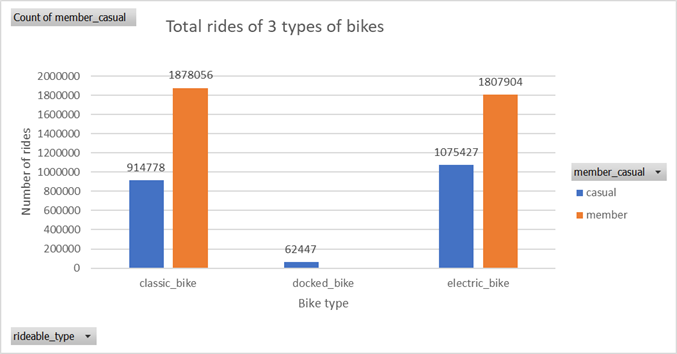 Count of member_casual
Total rides of 3 types of bikes
Number of rides
2000000
1800000
1600000
1400000
1200000
1000000
800000
600000
400000
200000
0
914778
1878056
62447
1075427
1807904
classic_bike
docked_bike
electric_bike
Bike type
member_casual
casual
member
rideable_type